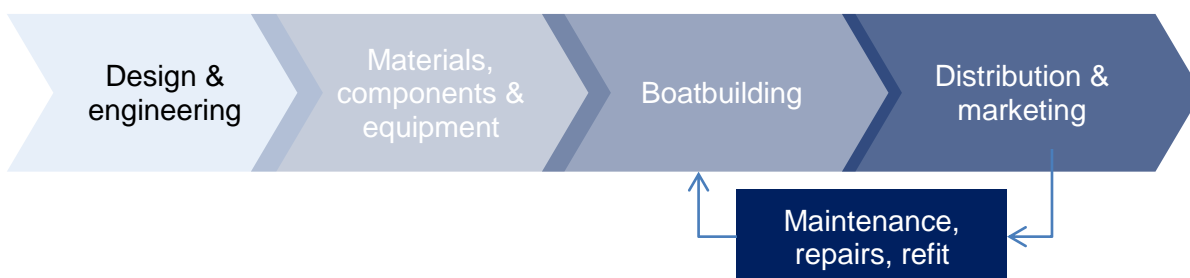 Design &
engineering
Materials,
components &
equipment
Boatbuilding
Distribution &
marketing
Maintenance,
repairs, refit